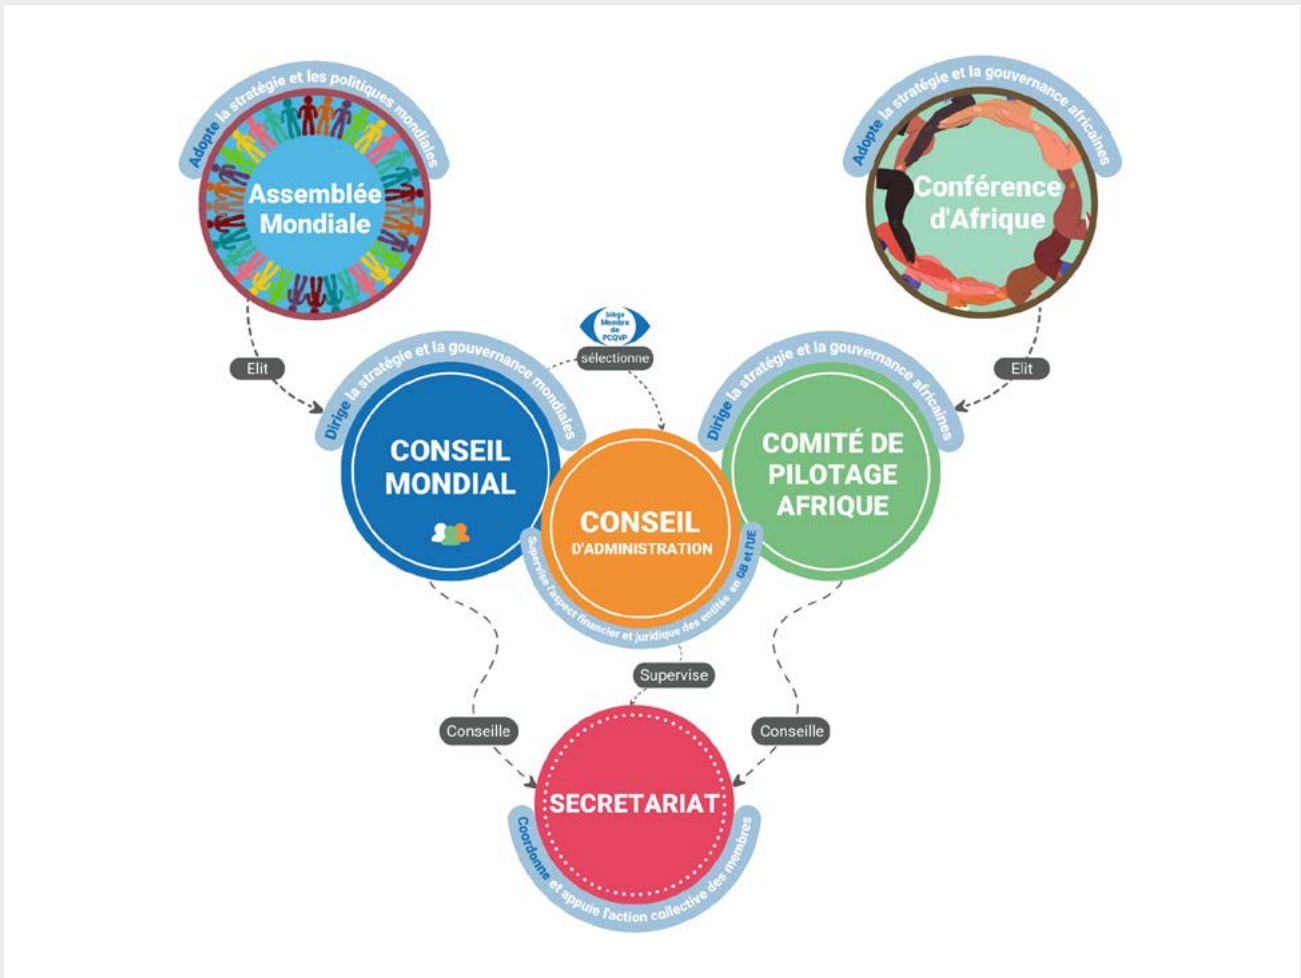 Adopte la stratégie et les politiques mondiales
Assemblée
Mondiale
Adopte la stratégie et la gouvernance africaines
Conférence
d'Afrique
Elit
Siège
Membre
de
PCQVP
sélectionne
Elit
Dirige la stratégie et la gouvernance mondiales
CONSEIL
MONDIAL
Dirige la stratégie et la gouvernance africaines
COMITÉ DE
PILOTAGE
AFRIQUE
CONSEIL
D'ADMINISTRATION
Supervise l'aspect financier et juridique des entités en GB et l'UE
Supervise
Conseille
Conseille
SECRETARIAT
Coordonne et appuie l'action collective des membres